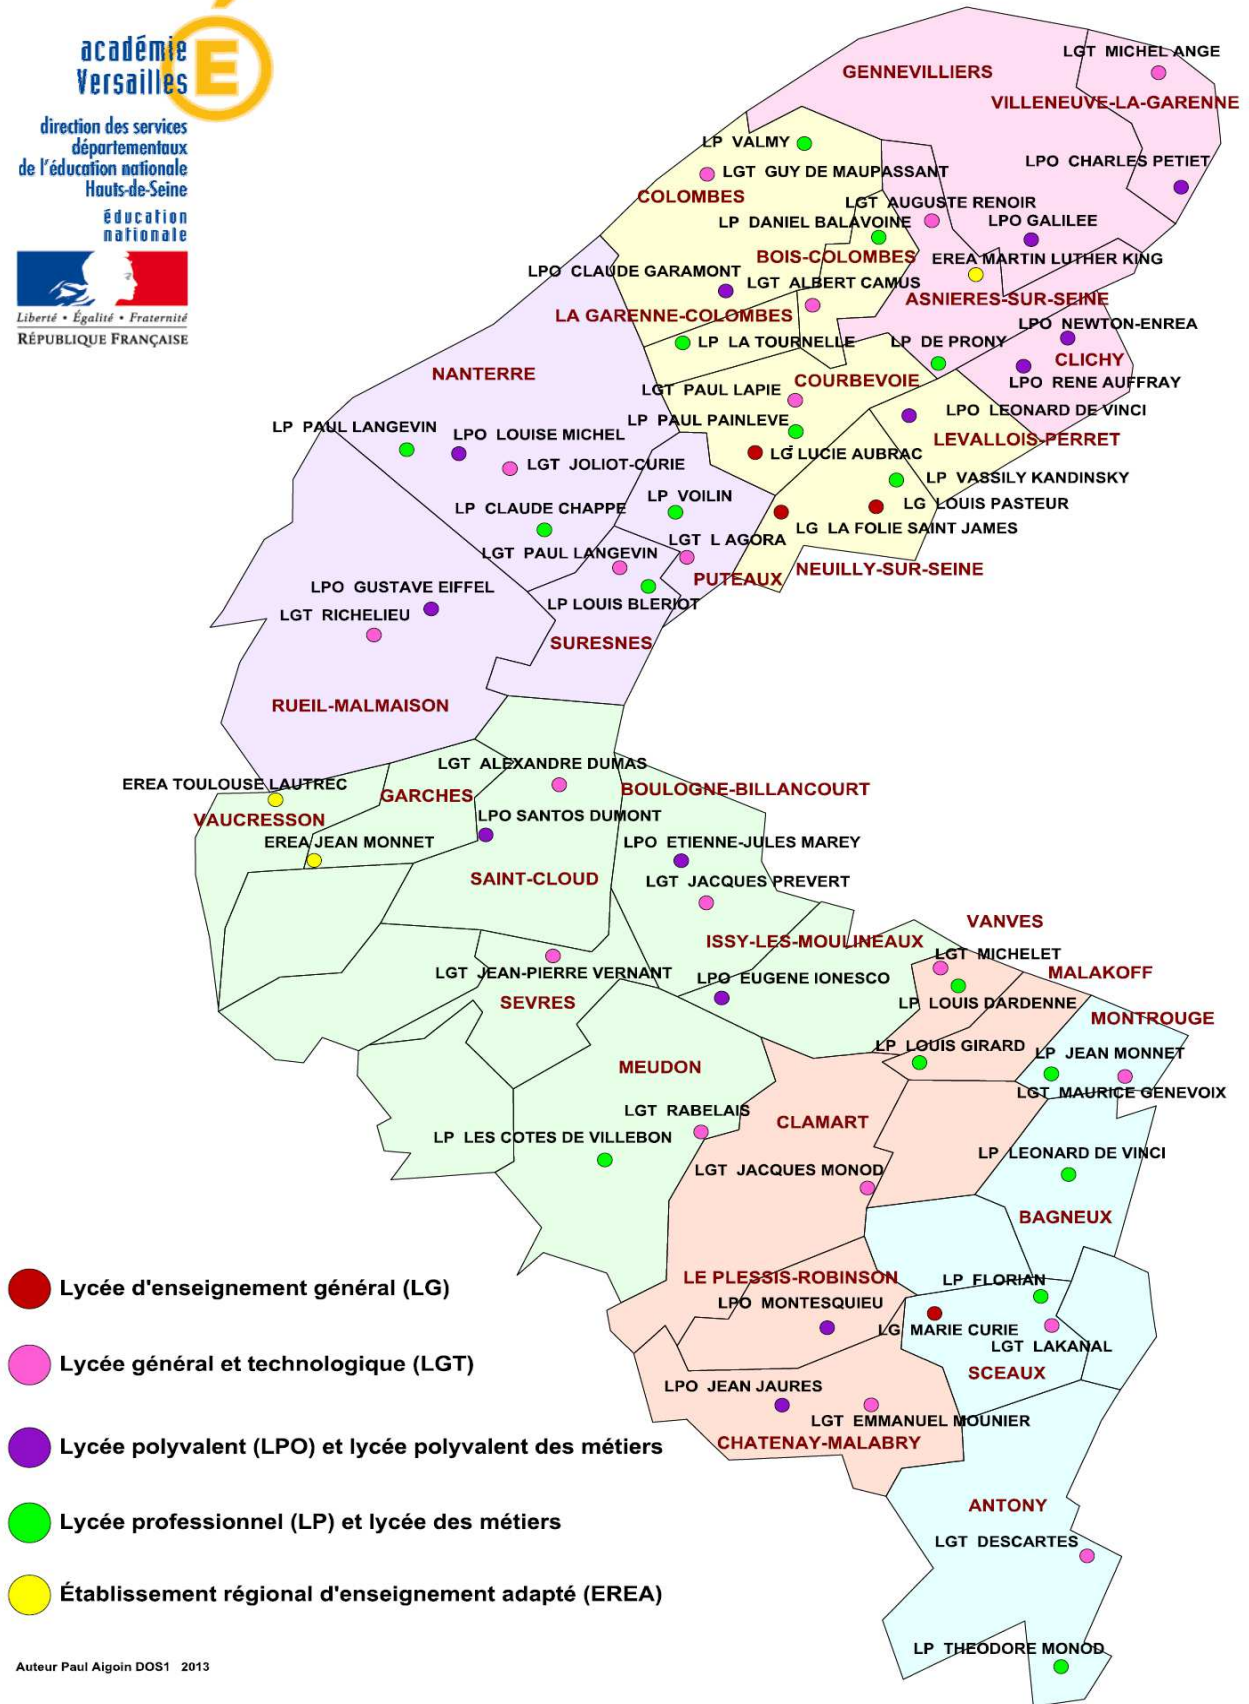 académie
Versailles
É
direction des services
départementaux
de l'éducation nationale
Hauts-de-Seine
éducation
nationale
Liberté • Égalité • Fraternité
RÉPUBLIQUE FRANÇAISE
LGT MICHEL ANGE
GENNEVILLIERS
VILLENEUVE-LA-GARENNE
LP VALMY
LPO CHARLES PETIET
LGT GUY DE MAUPASSANT
COLOMBES
LGT AUGUSTE RENOIR
LP DANIEL BALAVOINE
LPO GALILEE
BOIS-COLOMBES
EREA MARTIN LUTHER KING
LPO CLAUDE GARAMONT
LGT ALBERT CAMUS
ASNIERES-SUR-SEINE
LA GARENNE-COLOMBES
LPO NEWTON-ENREA
LP LA TOURNELLE
LP DE PRONY
CLICHY
NANTERRE
COURBEVOIE
LPO RENE AUFFRAY
LGT PAUL LAPIE
LPO LEONARD DE VINCI
LP PAUL PAINLEVE
LP PAUL LANGEVIN
LPO LOUISE MICHEL
LEVALLOIS-PERRET
LG LUCIE AUBRAC
LGT JOLIOT-CURIE
LP VASSILY KANDINSKY
LP VOILIN
LG LOUIS PASTEUR
LP CLAUDE CHAPPE
LG LA FOLIE SAINT JAMES
LGT L AGORA
LGT PAUL LANGEVIN
NEUILLY-SUR-SEINE
PUTEAUX
LPO GUSTAVE EIFFEL
LP LOUIS BLERIOT
LGT RICHELIEU
SURESNES
RUEIL-MALMAISON
LGT ALEXANDRE DUMAS
EREA TOULOUSE LAUTREC
BOULOGNE-BILLANCOURT
GARCHES
LPO SANTOS DUMONT
VAUCRESSON
EREA JEAN MONNET
LPO ETIENNE-JULES MAREY
SAINT-CLOUD
LGT JACQUES PREVERT
VANVES
ISSY-LES-MOULINEAUX
LGT MICHELET
LGT JEAN-PIERRE VERNANT
MALAKOFF
LPO EUGENE IONESCO
SEVRES
LP LOUIS DARDENNE
MONTROUGE
LP LOUIS GIRARD
LP JEAN MONNET
MEUDON
LGT MAURICE GENEVOIX
LGT RABELAIS
CLAMART
LP LES COTES DE VILLEBON
LP LEONARD DE VINCI
LGT JACQUES MONOD
BAGNEUX
LE PLESSIS-ROBINSON
LP FLORIAN
LPO MONTESQUIEU
LG MARIE CURIE
LGT LAKANAL
SCEAUX
LPO JEAN JAURES
LGT EMMANUEL MOUNIER
CHATENAY-MALABRY
ANTONY
LGT DESCARTES
LP THEODORE MONOD
Lycée d'enseignement général (LG)
Lycée général et technologique (LGT)
Lycée polyvalent (LPO) et lycée polyvalent des métiers
Lycée professionnel (LP) et lycée des métiers
Établissement régional d'enseignement adapté (EREA)
Auteur Paul Aigoin DOS1 2013